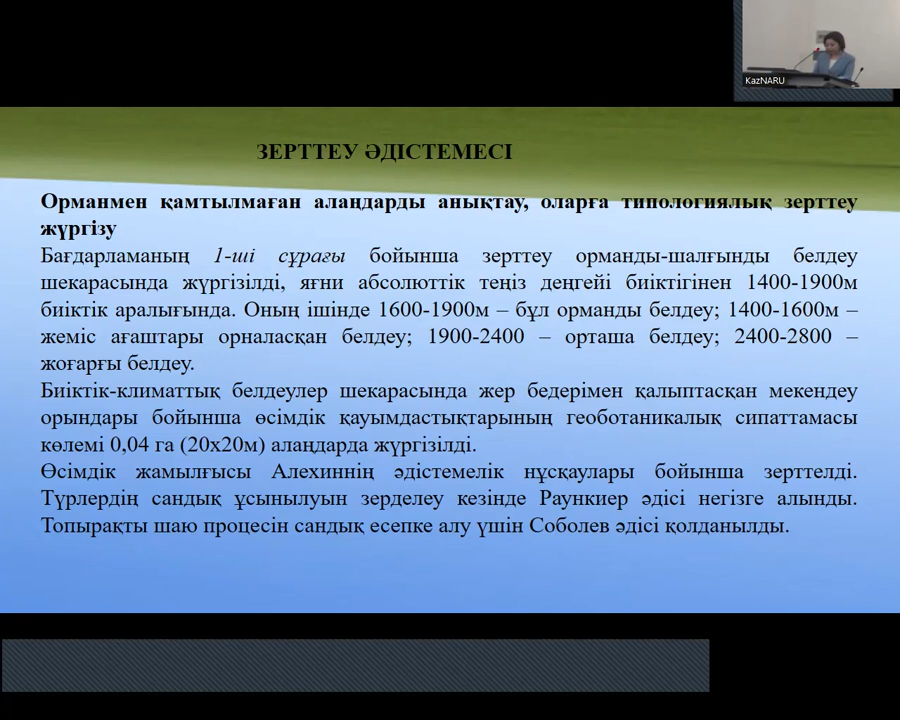 KazNARU
ЗЕРТТЕУ ӘДІСТЕМЕСІ
Орманмен қамтылмаған алаңдарды анықтау, оларға типологиялық зерттеу
жүргізу
Бағдарламаның 1-ші сұрағы бойынша зерттеу орманды-шалғынды белдеу
шекарасында жүргізілді, яғни абсолюттік теңіз деңгейі биіктігінен 1400-1900м
биіктік аралығында. Оның ішінде 1600-1900м – бұл орманды белдеу; 1400-1600м –
жеміс ағаштары орналасқан белдеу; 1900-2400 – орташа белдеу; 2400-2800 –
жоғарғы белдеу.
Биіктік-климаттық белдеулер шекарасында жер бедерімен қалыптасқан мекендеу
орындары бойынша өсімдік қауымдастықтарының геоботаникалық сипаттамасы
көлемі 0,04 га (20х20м) алаңдарда жүргізілді.
Өсімдік жамылғысы Алехиннің әдістемелік нұсқаулары бойынша зерттелді.
Түрлердің сандық ұсынылуын зерделеу кезінде Раункиер әдісі негізге алынды.
Топырақты шаю процесін сандық есепке алу үшін Соболев әдісі қолданылды.